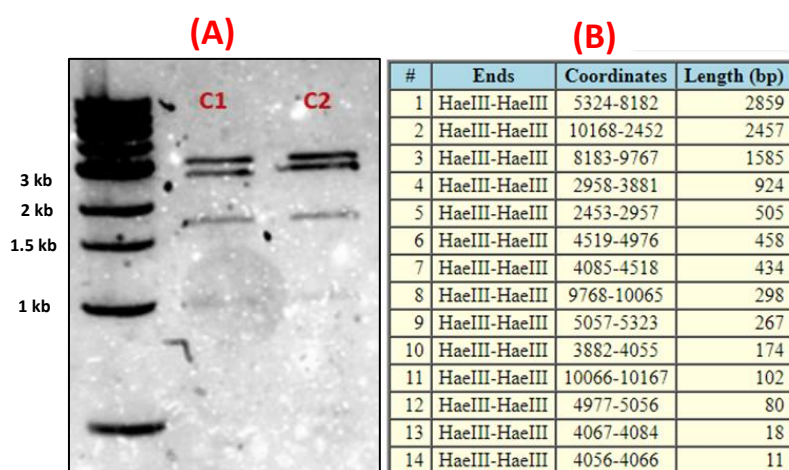 (A)
C1 C2
3 kb
2 kb
1.5 kb
1 kb
(B)
# Ends Coordinates Length (bp)
1 HaeIII-HaeIII 5324-8182 2859
2 HaeIII-HaeIII 10168-2452 2457
3 HaeIII-HaeIII 8183-9767 1585
4 HaeIII-HaeIII 2958-3881 924
5 HaeIII-HaeIII 2453-2957 505
6 HaeIII-HaeIII 4519-4976 458
7 HaeIII-HaeIII 4085-4518 434
8 HaeIII-HaeIII 9768-10065 298
9 HaeIII-HaeIII 5057-5323 267
10 HaeIII-HaeIII 3882-4055 174
11 HaeIII-HaeIII 10066-10167 102
12 HaeIII-HaeIII 4977-5056 80
13 HaeIII-HaeIII 4067-4084 18
14 HaeIII-HaeIII 4056-4066 11